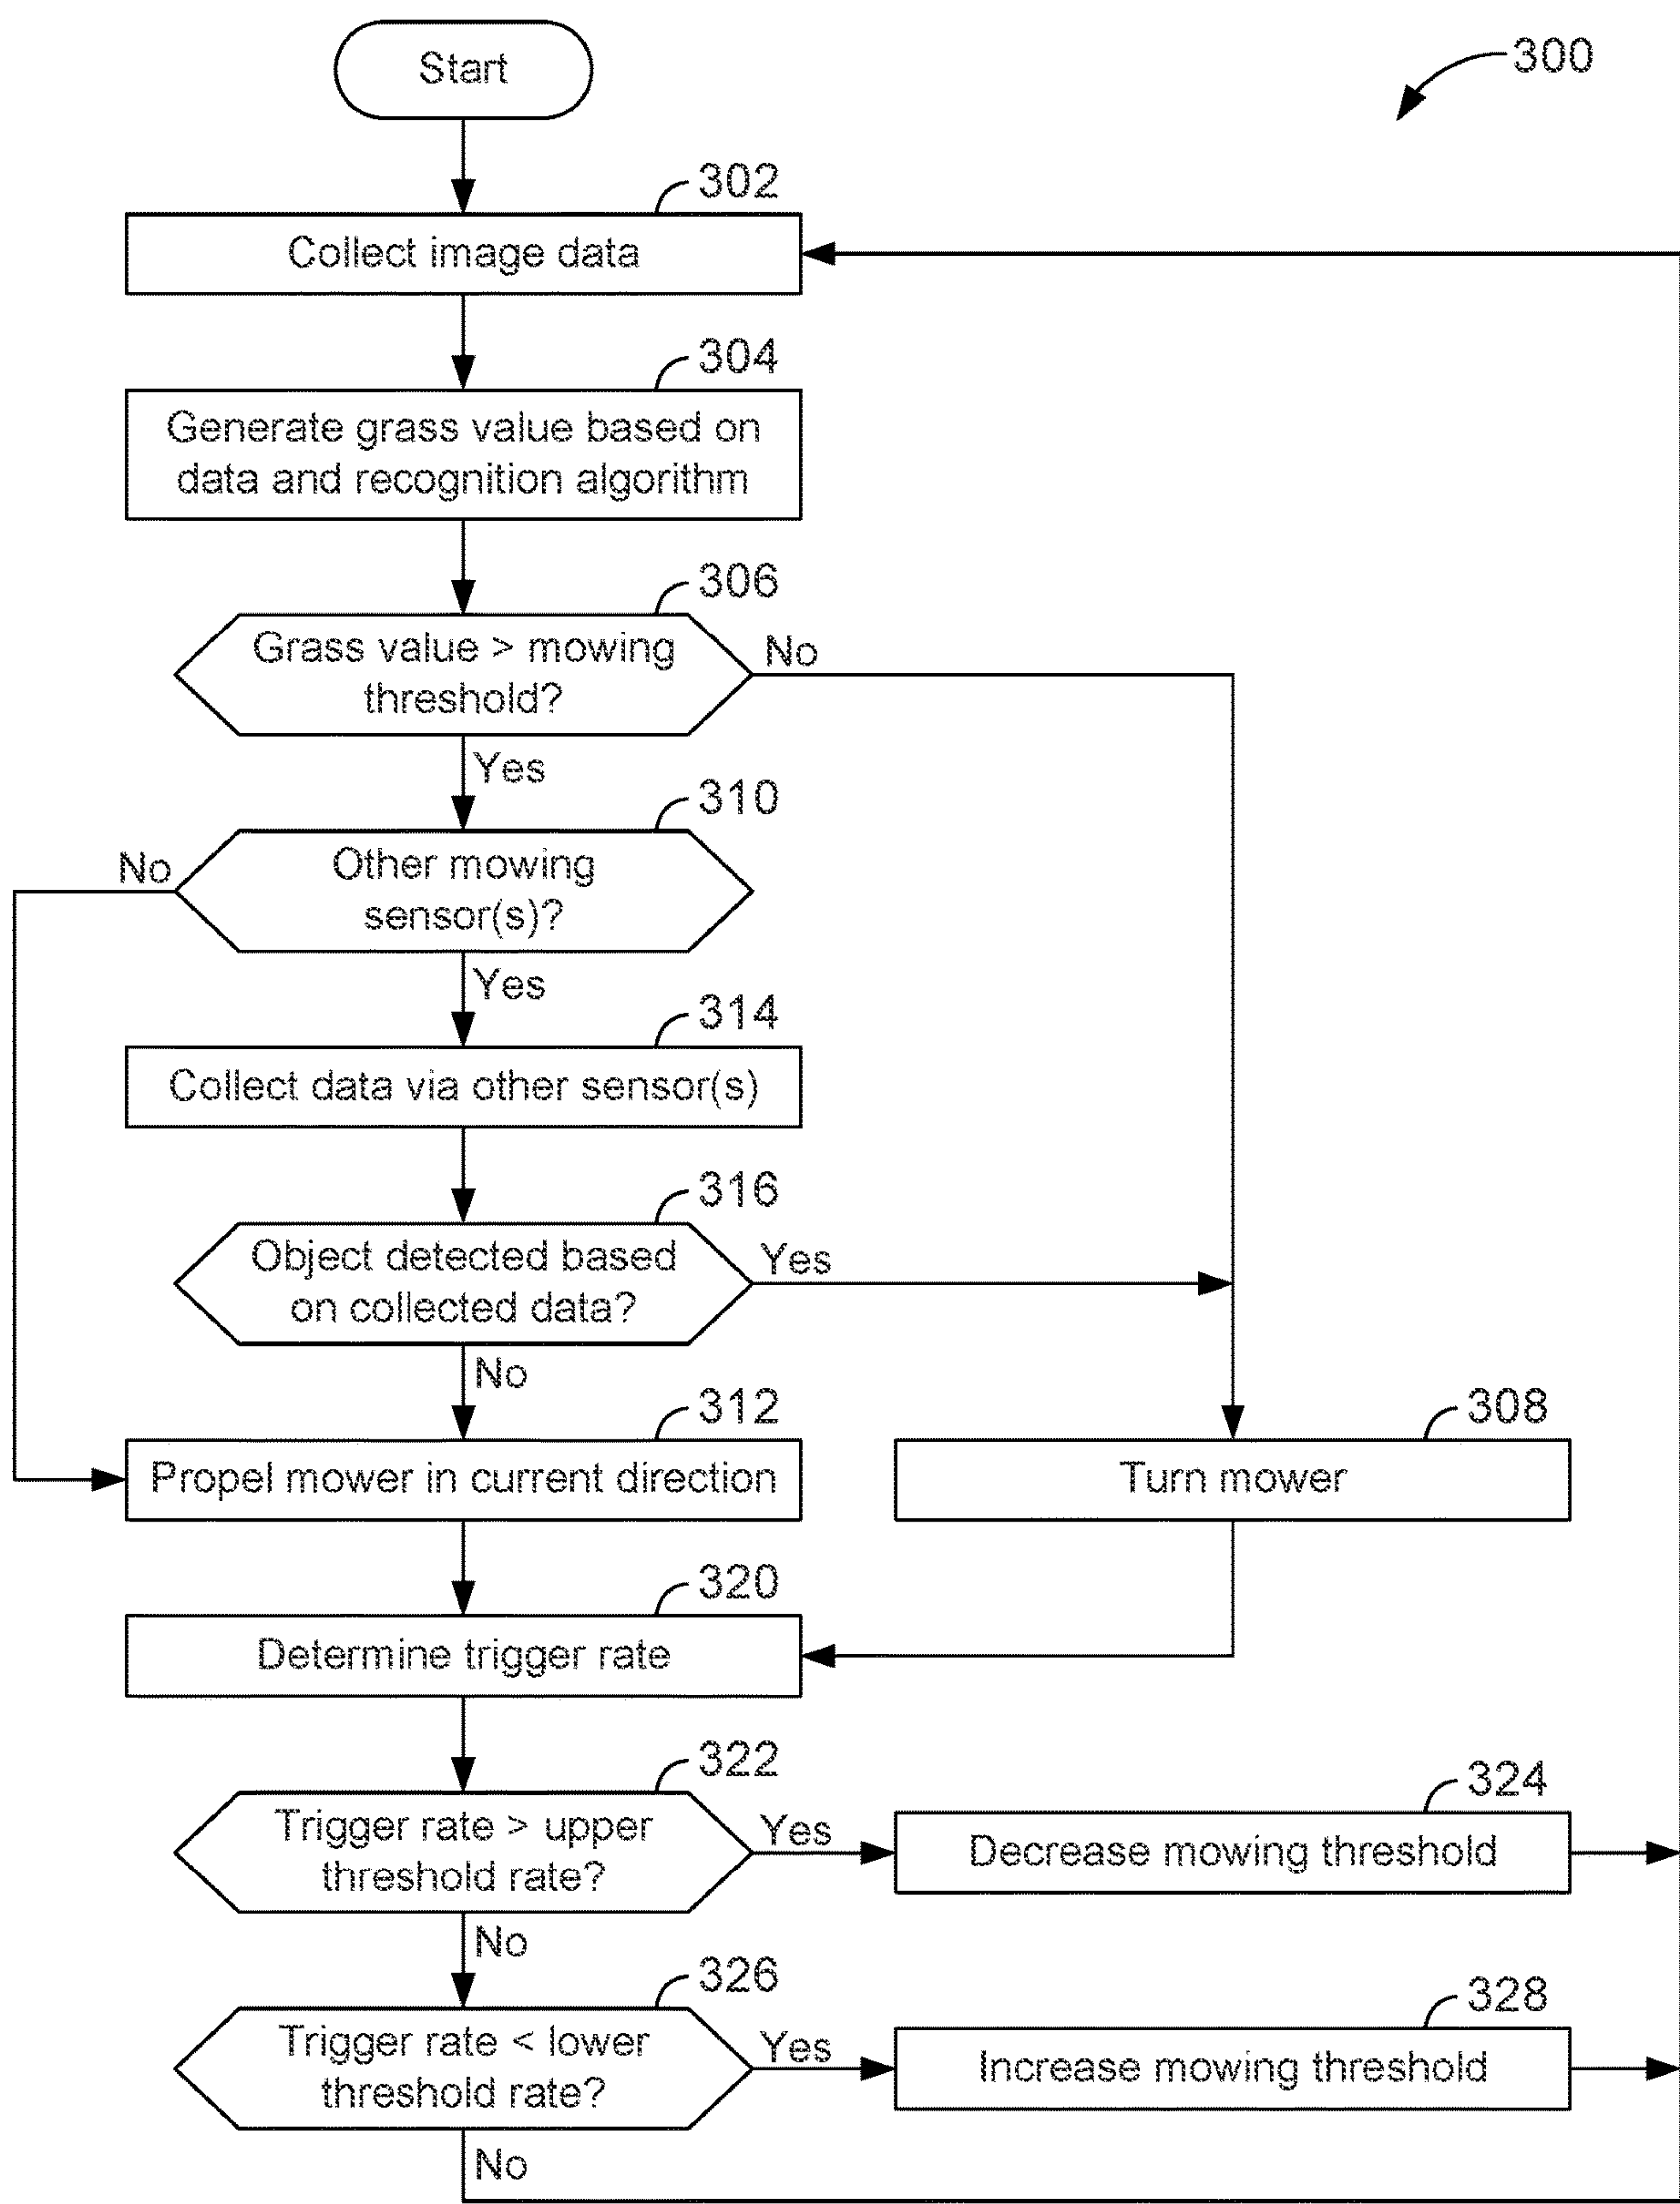 Start
300
302
Collect image data
304
Generate grass value based on
data and recognition algorithm
306
Grass value > mowing
threshold?
No
Yes
310
Other mowing
sensor(s)?
No
Yes
314
Collect data via other sensor(s)
316
Object detected based
on collected data?
Yes
No
312
Propel mower in current direction
308
Turn mower
320
Determine trigger rate
322
Trigger rate > upper
threshold rate?
Yes
324
Decrease mowing threshold
No
326
Trigger rate < lower
threshold rate?
Yes
328
Increase mowing threshold
No